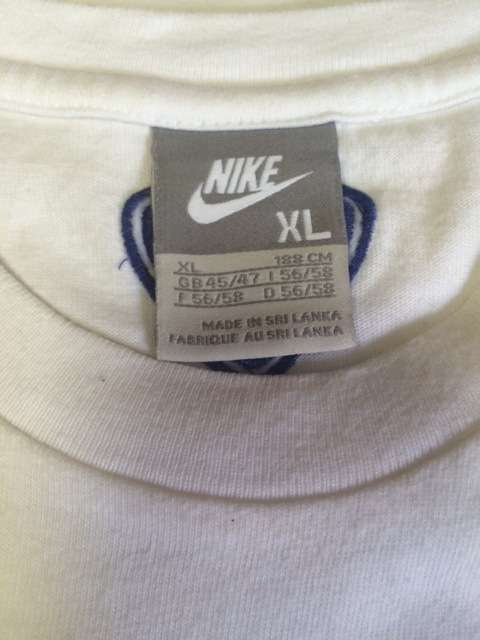 NIKE
XL
XL 188 CM
GB 45/47 I 56/58
F 56/58 D 56/58
MADE IN SRI LANKA
FABRIQUE AU SRI LANKA